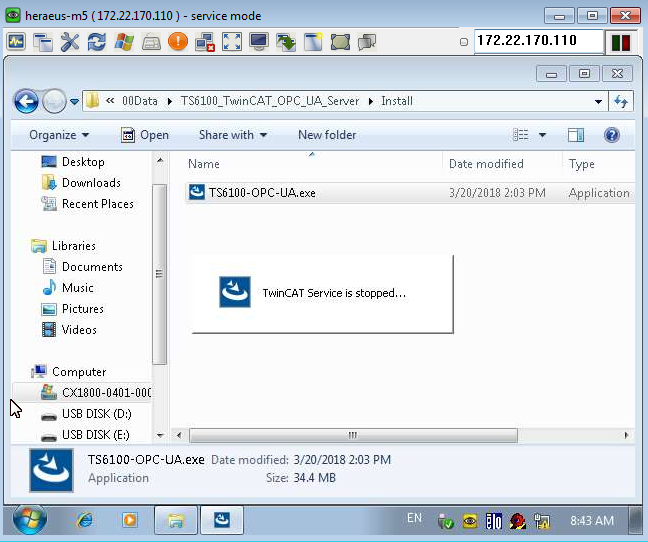 heraeus-m5 ( 172.22.170.110 ) - service mode
172.22.170.110
« 00Data ▸ TS6100_TwinCAT_OPC_UA_Server ▸ Install
Organize Open Share with New folder
Name Date modified Type
Desktop
Downloads
Recent Places
Libraries
Documents
Music
Pictures
Videos
Computer
CX1800-0401-000
USB DISK (D:)
USB DISK (E:)
TS6100-OPC-UA.exe 3/20/2018 2:03 PM Application
TwinCAT Service is stopped...
TS6100-OPC-UA.exe Date modified: 3/20/2018 2:03 PM
Application Size: 34.4 MB
EN 8:43 AM